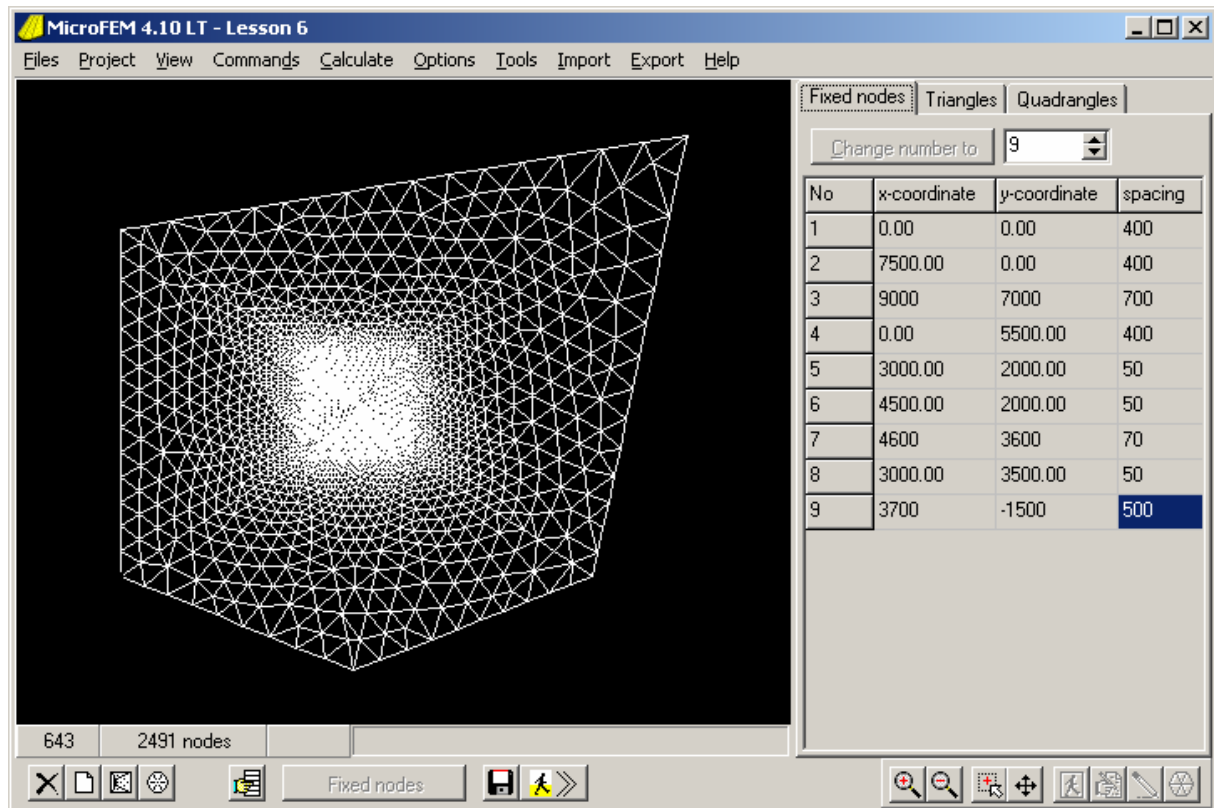 MicroFEM 4.10 LT - Lesson 6
Files Project View Commands Calculate Options Tools Import Export Help
Fixed nodes Triangles Quadrangles
Change number to 9
No x-coordinate y-coordinate spacing
1 0.00 0.00 400
2 7500.00 0.00 400
3 9000 7000 700
4 0.00 5500.00 400
5 3000.00 2000.00 50
6 4500.00 2000.00 50
7 4600 3600 70
8 3000.00 3500.00 50
9 3700 -1500 500
643 2491 nodes
Fixed nodes